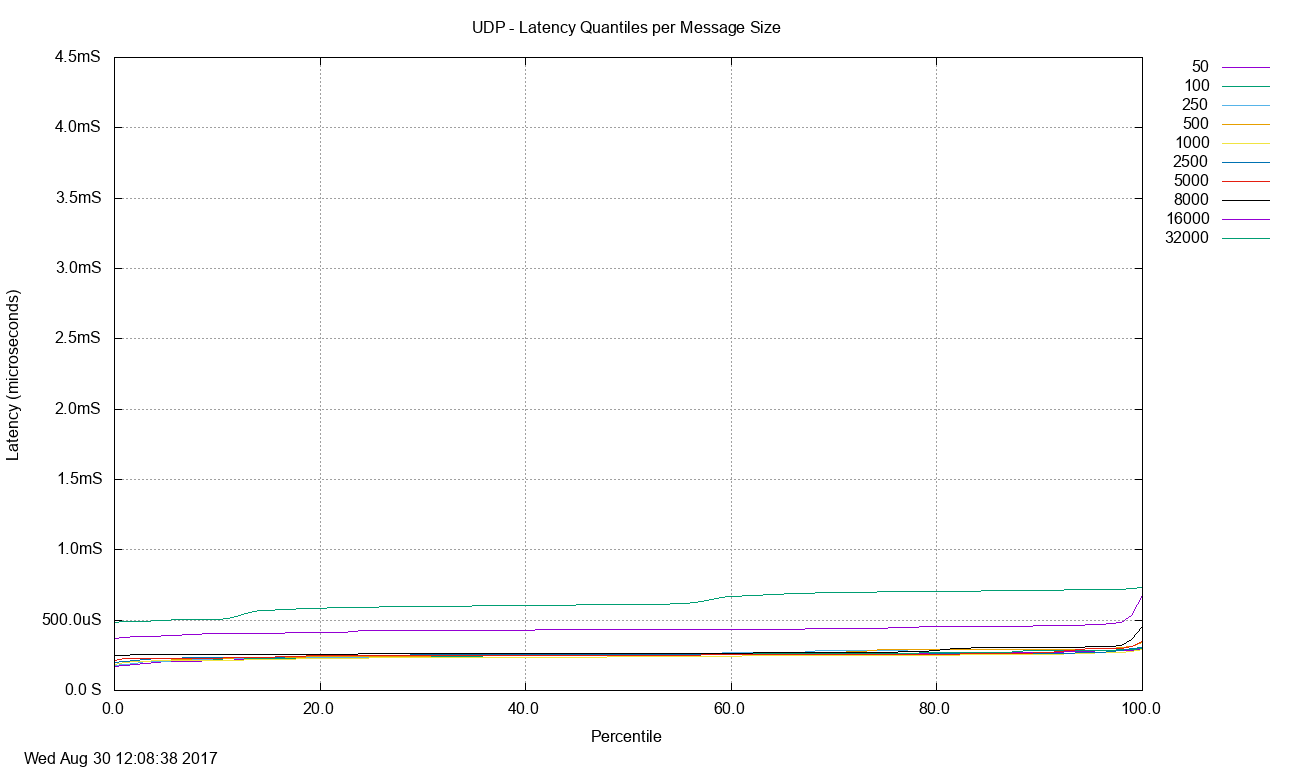 UDP - Latency Quantiles per Message Size
4.5mS
4.0mS
3.5mS
3.0mS
2.5mS
2.0mS
1.5mS
1.0mS
500.0uS
0.0 S
Latency (microseconds)
0.0 20.0 40.0 60.0 80.0 100.0
Percentile
50
100
250
500
1000
2500
5000
8000
16000
32000
Wed Aug 30 12:08:38 2017